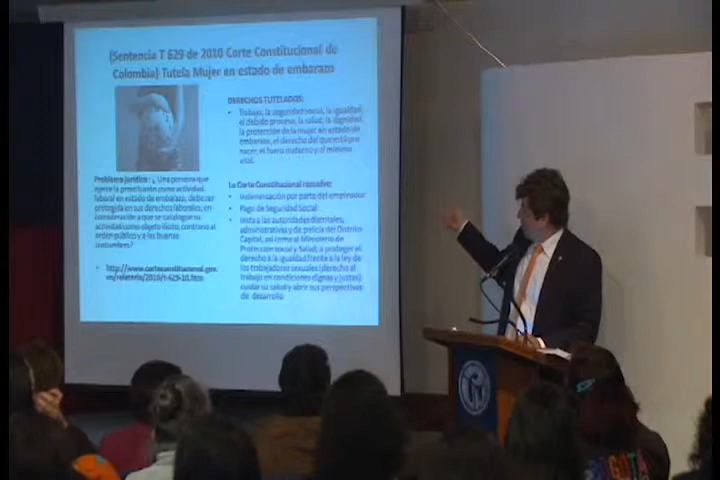 (Sentencia T 629 de 2010 Corte Constitucional de
Colombia) Tutela Mujer en estado de embarazo
DERECHOS TUTELADOS:
• Trabajo, la seguridad social, la igualdad,
el debido proceso, la salud, la dignidad,
la protección de la mujer en estado de
embarazo, el derecho del que está por
nacer, el fuero materno y el mínimo
vital.
Problema jurídico: ¿Una persona que
ejerce la prostitución como actividad
laboral en estado de embarazo, debe ser
protegida en sus derechos laborales, en
consideración a que se catalogue su
actividad como objeto ilícito, contrario al
orden público y a las buenas
costumbres?
• http://www.corteconstitucional.gov.
co/relatoria/2010/t-629-10.htm
La Corte Constitucional resuelve:
• Indemnización por parte del empleador
• Pago de Seguridad Social
• Insta a las autoridades
administrativa y de policía del Distrito
Capital, así como al Ministerio de
Protección social y Salud, a proteger el
derecho a la igualdad frente a la ley de
los trabajadores sexuales (derecho al
trabajo en condiciones dignas y justas)
cuidar su salud y abrir sus perspectivas
de desarrollo